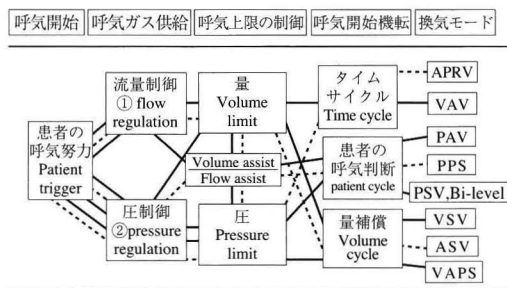 呼気開始 呼気ガス供給 呼気上限の制御 呼気開始機転 換気モード
流量制御
① flow
regulation
量
Volume
limit
タイム
サイクル
Time cycle
APRV
VAV
患者の
呼気努力
Patient
trigger
Volume assist
Flow assist
患者の
呼気判断
patient cycle
PAV
PPS
PSV,Bi-level
圧制御
②pressure
regulation
圧
Pressure
limit
量補償
Volume
cycle
VSV
ASV
VAPS